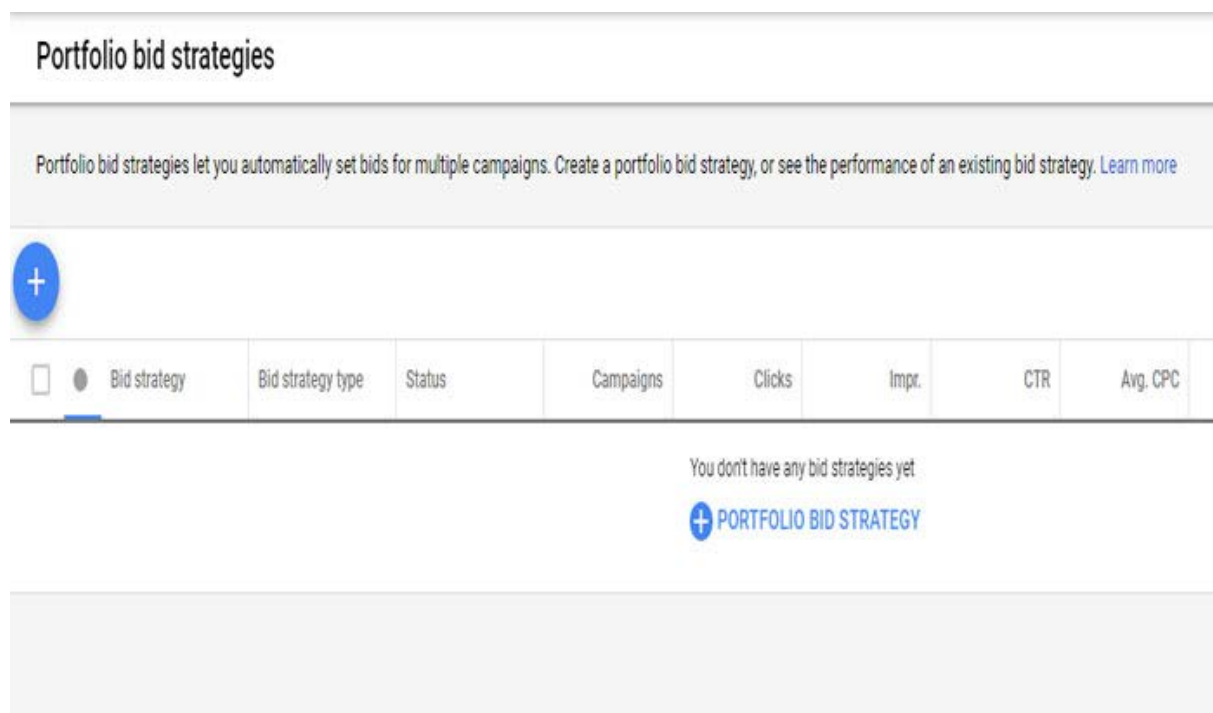 Portfolio bid strategies
Portfolio bid strategies let you automatically set bids for multiple campaigns. Create a portfolio bid strategy, or see the performance of an existing bid strategy. Learn more
+
Bid strategy Bid strategy type Status Campaigns Clicks Impr. CTR Avg. CPC
You don't have any bid strategies yet
+ PORTFOLIO BID STRATEGY